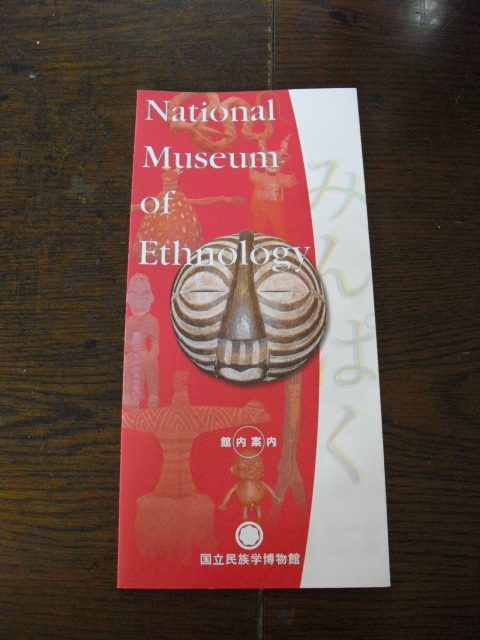 National
Museum
of
Ethnology
みんぱく
館内案内
国立民族学博物館